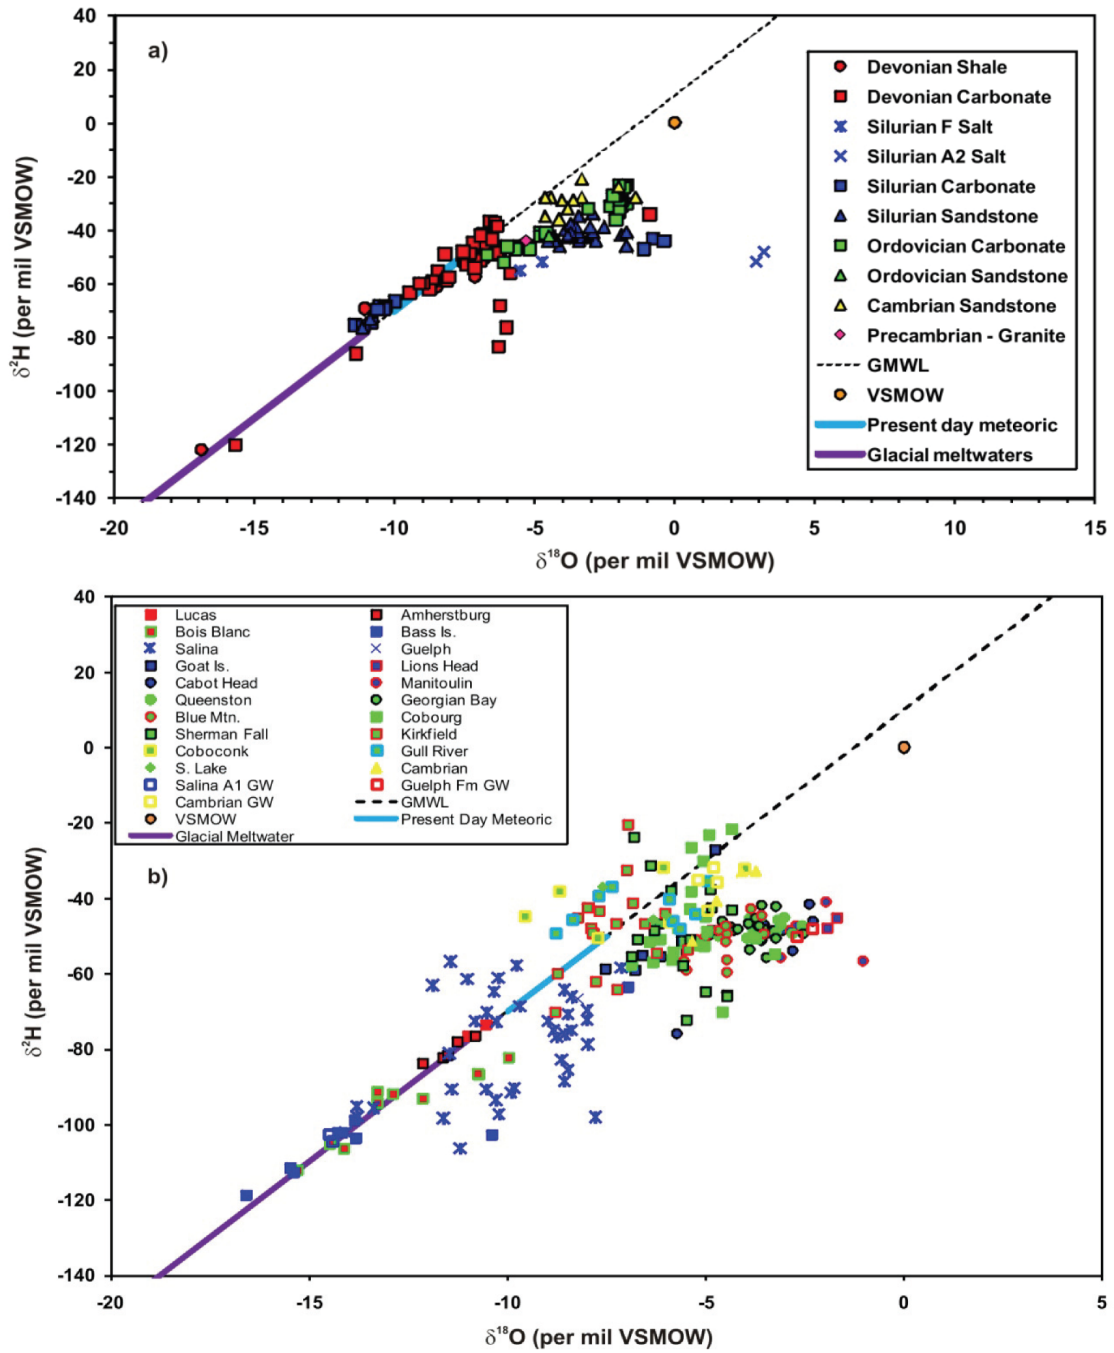 a)
40
20
0
-20
-40
-60
-80
-100
-120
-140
δ²H (per mil VSMOW)
-20 -15 -10 -5 0 5 10 15
δ¹⁸O (per mil VSMOW)
Devonian Shale
Devonian Carbonate
Silurian F Salt
Silurian A2 Salt
Silurian Carbonate
Silurian Sandstone
Ordovician Carbonate
Ordovician Sandstone
Cambrian Sandstone
Precambrian - Granite
GMWL
VSMOW
Present day meteoric
Glacial meltwaters
b)
40
20
0
-20
-40
-60
-80
-100
-120
-140
δ²H (per mil VSMOW)
Lucas Amherstburg
Bois Blanc Bass Is.
Salina Guelph
Goat Is. Lions Head
Cabot Head Manitoulin
Queenston Georgian Bay
Blue Mtn. Cobourg
Sherman Fall Kirkfield
Coboconk Gull River
S. Lake Cambrian
Salina A1 GW Guelph Fm GW
Cambrian GW GMWL
VSMOW Present Day Meteoric
Glacial Meltwater
-20 -15 -10 -5 0 5
δ¹⁸O (per mil VSMOW)